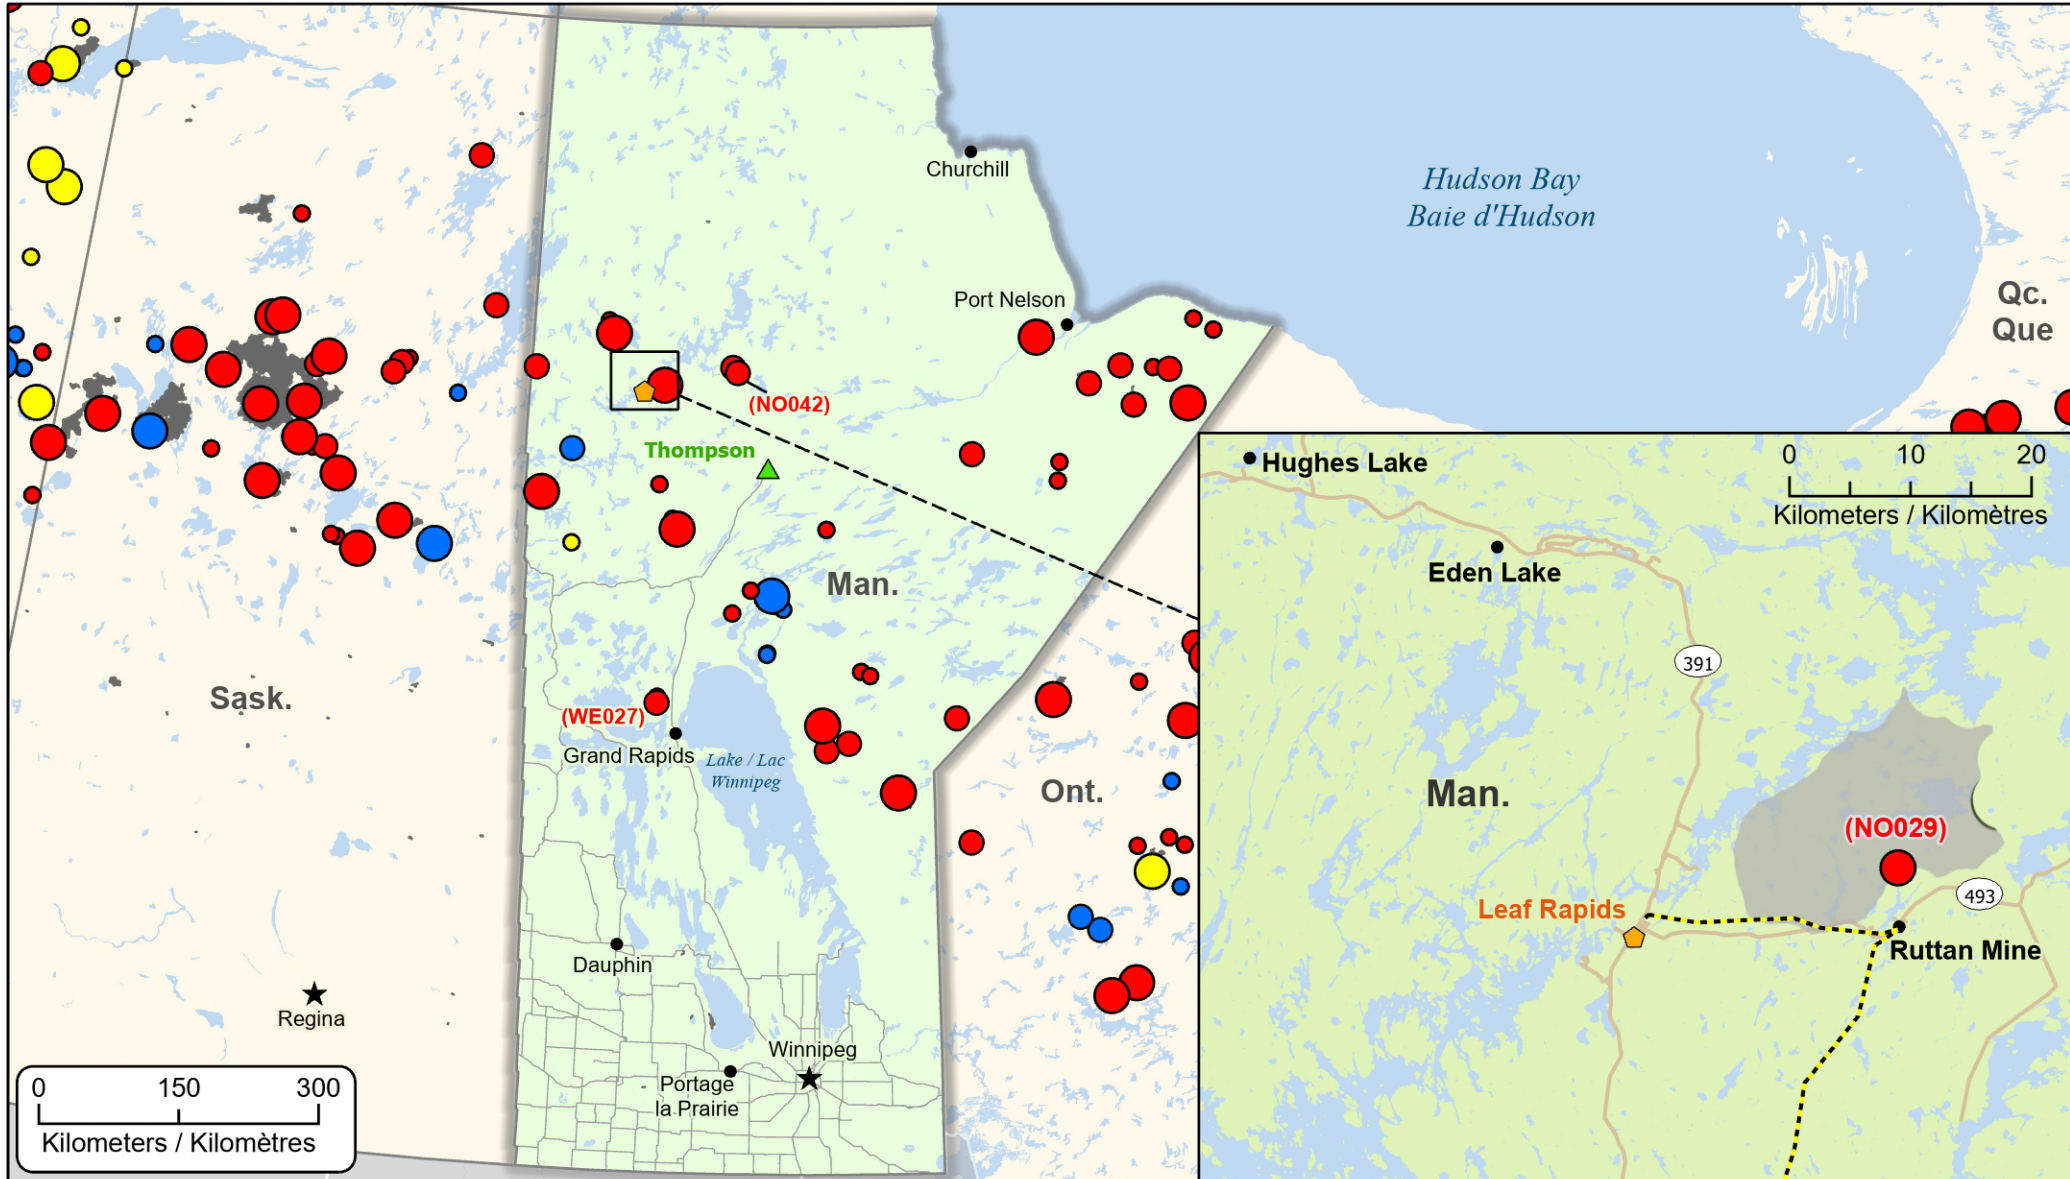 Churchill
Hudson Bay
Baie d'Hudson
Port Nelson
Qc.
Que
(NO042)
Thompson
Man.
Sask.
(WE027)
Grand Rapids
Lake / Lac
Winnipeg
Ont.
Dauphin
Regina
Winnipeg
Portage
la Prairie
0 150 300
Kilometers / Kilomètres
Hughes Lake
0 10 20
Kilometers / Kilomètres
Eden Lake
391
Man.
(NO029)
493
Leaf Rapids
Ruttan Mine